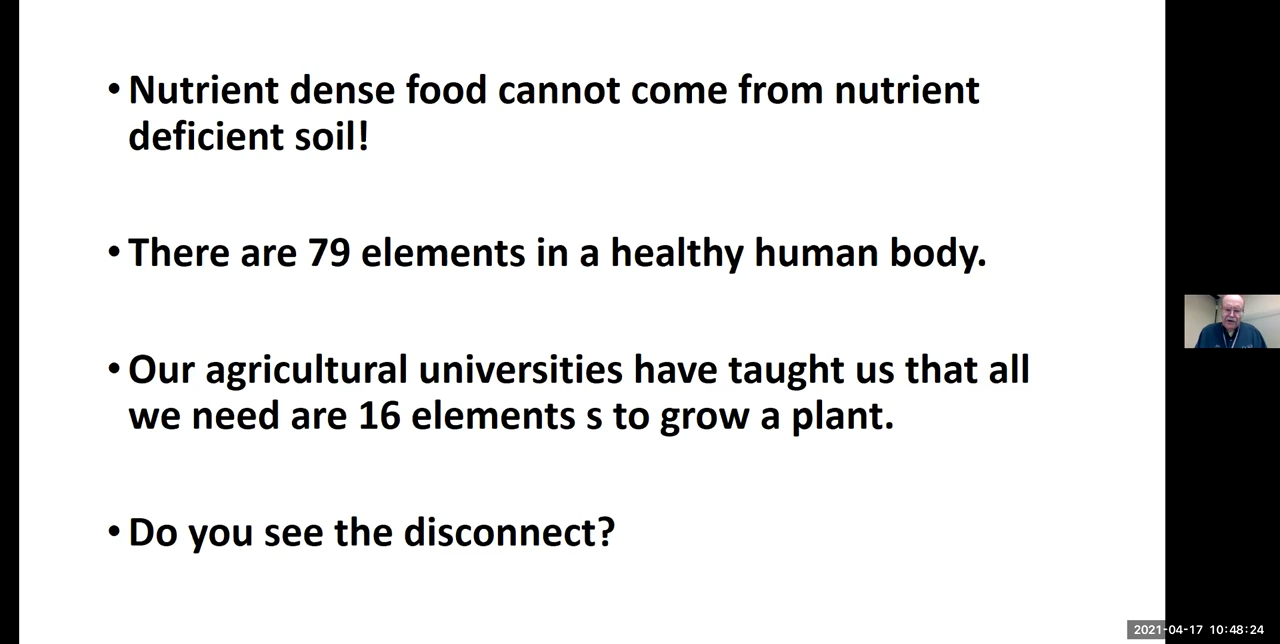 • Nutrient dense food cannot come from nutrient
deficient soil!
• There are 79 elements in a healthy human body.
• Our agricultural universities have taught us that all
we need are 16 elements s to grow a plant.
• Do you see the disconnect?
2021-04-17 10:48:24